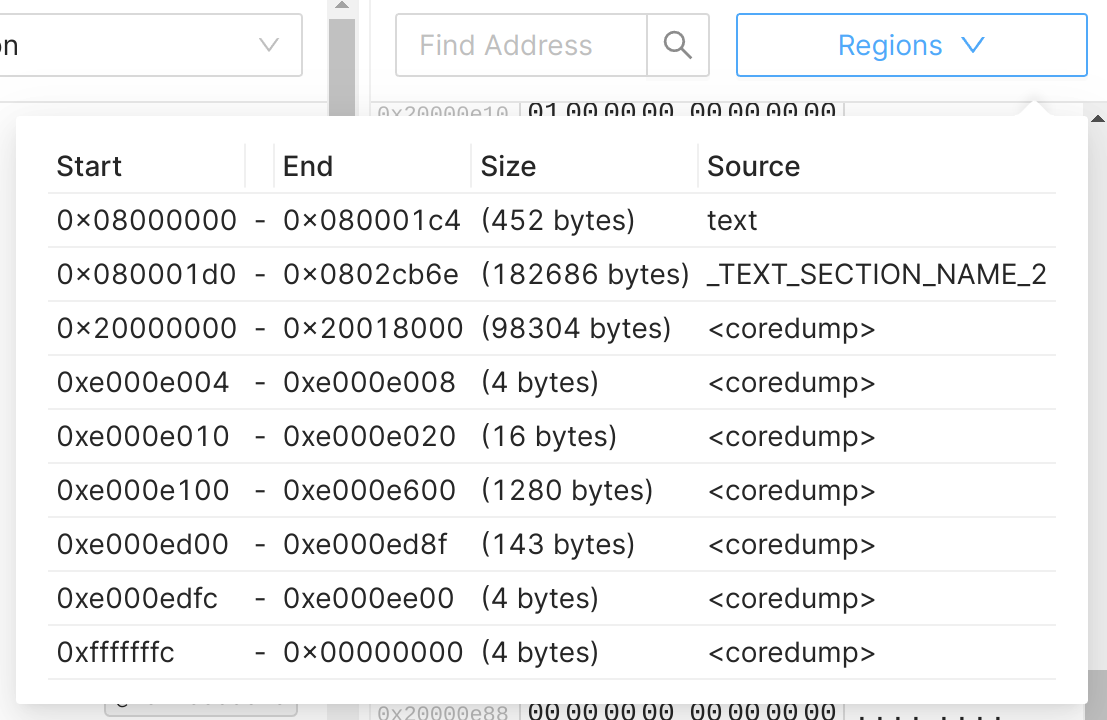 on
Find Address
Regions
0x20000e10 01 00 00 00 00 00 00 00
Start End Size Source
0x08000000 - 0x080001c4 (452 bytes) text
0x080001d0 - 0x0802cb6e (182686 bytes) _TEXT_SECTION_NAME_2
0x20000000 - 0x20018000 (98304 bytes) <coredump>
0xe000e004 - 0xe000e008 (4 bytes) <coredump>
0xe000e010 - 0xe000e020 (16 bytes) <coredump>
0xe000e100 - 0xe000e600 (1280 bytes) <coredump>
0xe000ed00 - 0xe000ed8f (143 bytes) <coredump>
0xe000edfc - 0xe000ee00 (4 bytes) <coredump>
0xfffffffc - 0x00000000 (4 bytes) <coredump>
0x20000e88 00 00 00 00 00 00 00 00 .... ....